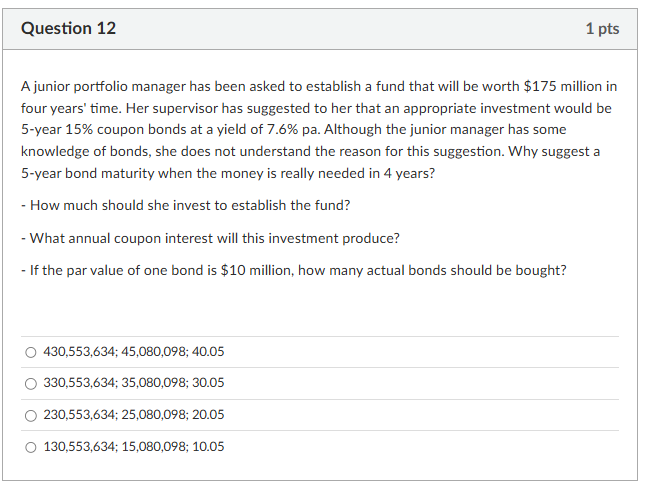 Question 12
1 pts
A junior portfolio manager has been asked to establish a fund that will be worth $175 million in
four years' time. Her supervisor has suggested to her that an appropriate investment would be
5-year 15% coupon bonds at a yield of 7.6% pa. Although the junior manager has some
knowledge of bonds, she does not understand the reason for this suggestion. Why suggest a
5-year bond maturity when the money is really needed in 4 years?
- How much should she invest to establish the fund?
- What annual coupon interest will this investment produce?
- If the par value of one bond is $10 million, how many actual bonds should be bought?
430,553,634; 45,080,098; 40.05
330,553,634; 35,080,098; 30.05
230,553,634; 25,080,098; 20.05
130,553,634; 15,080,098; 10.05